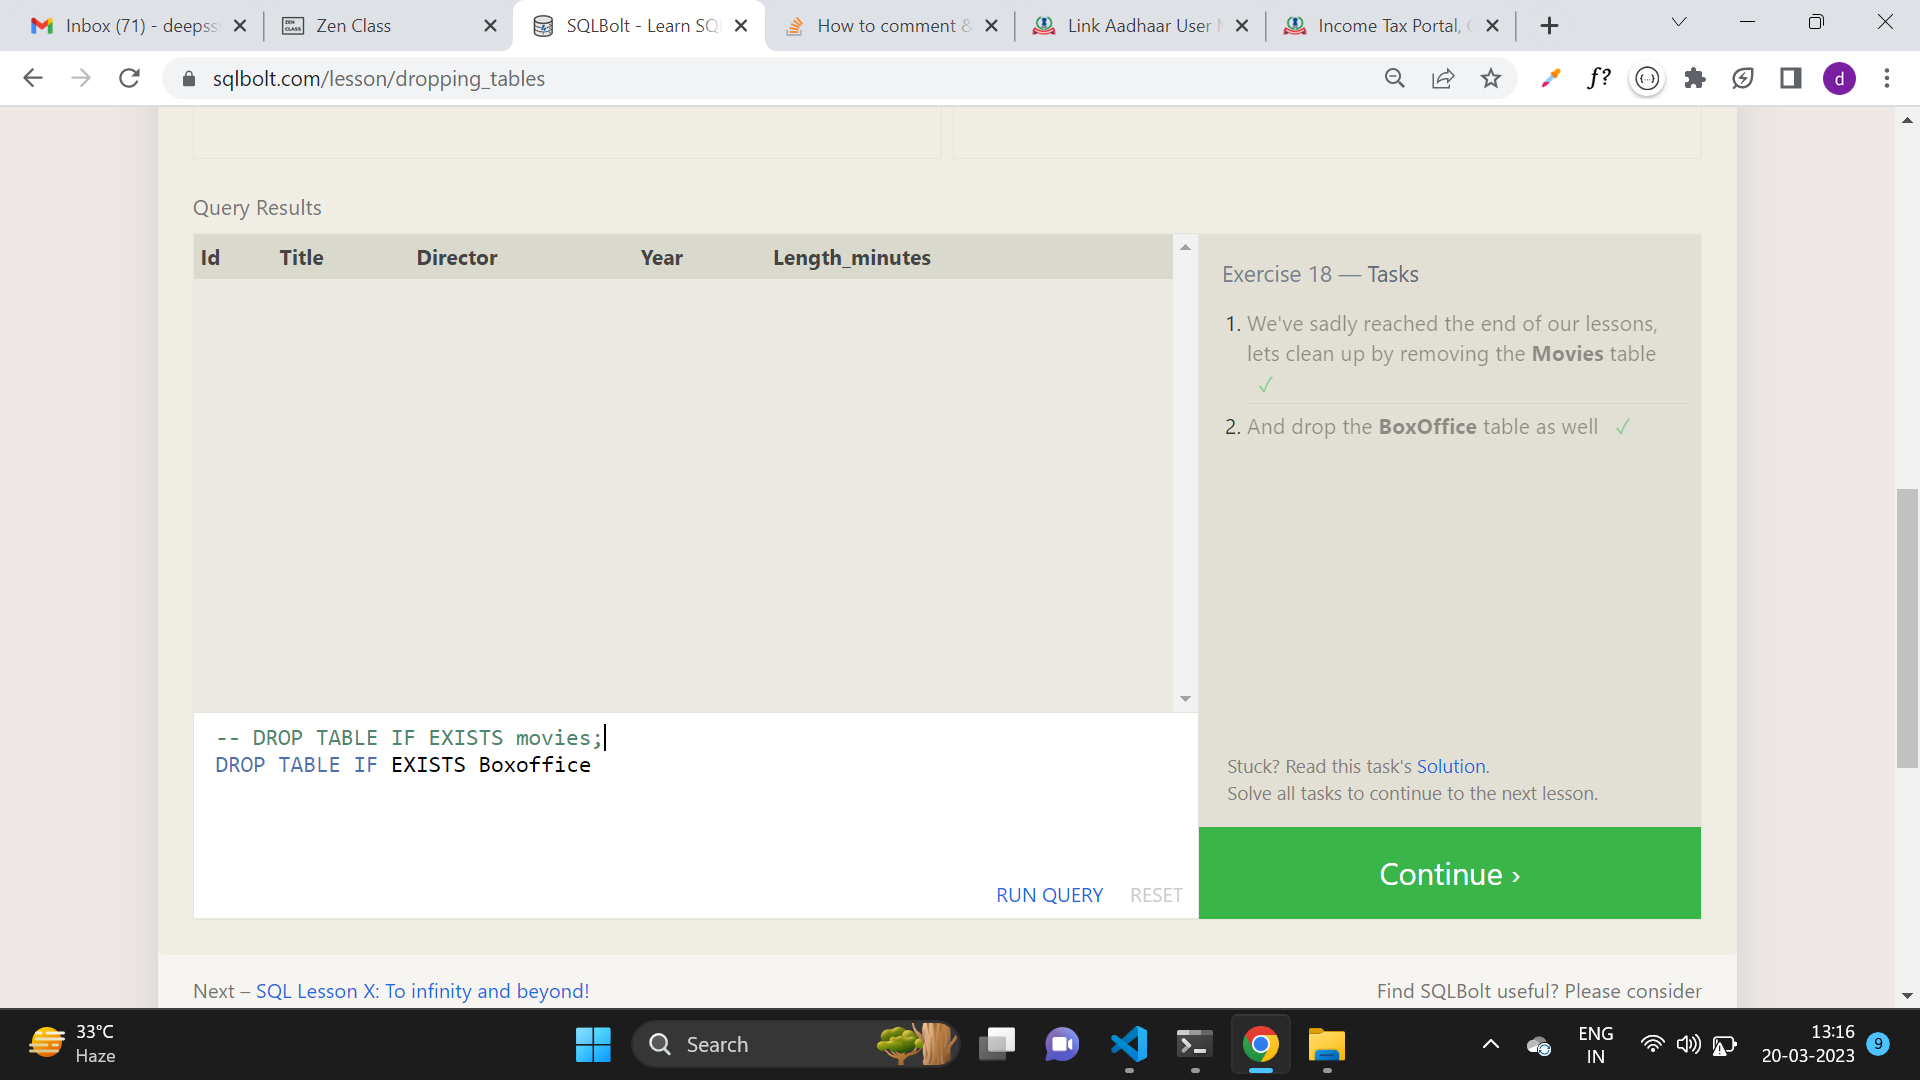 Inbox (71) - deepss
Zen Class
SQLBolt - Learn SQ
How to comment &
Link Aadhaar User
Income Tax Portal,
sqlbolt.com/lesson/dropping_tables
f?
d
Query Results
Id Title Director Year Length_minutes
Exercise 18 — Tasks
1. We've sadly reached the end of our lessons,
lets clean up by removing the Movies table
✓
2. And drop the BoxOffice table as well ✓
-- DROP TABLE IF EXISTS movies;
DROP TABLE IF EXISTS Boxoffice
Stuck? Read this task's Solution.
Solve all tasks to continue to the next lesson.
RUN QUERY RESET
Continue ›
Next – SQL Lesson X: To infinity and beyond!
Find SQLBolt useful? Please consider
33°C
Haze
Search
ENG
IN
13:16
20-03-2023
9